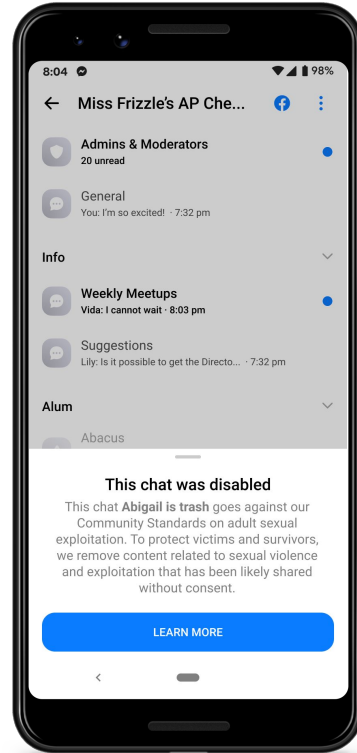 8:04 98%
Miss Frizzle's AP Che...
Admins & Moderators
20 unread
General
You: I'm so excited! · 7:32 pm
Info
Weekly Meetups
Vida: I cannot wait · 8:03 pm
Suggestions
Lily: Is it possible to get the Directo... · 7:32 pm
Alum
Abacus
This chat was disabled
This chat Abigail is trash goes against our
Community Standards on adult sexual
exploitation. To protect victims and survivors,
we remove content related to sexual violence
and exploitation that has been likely shared
without consent.
LEARN MORE